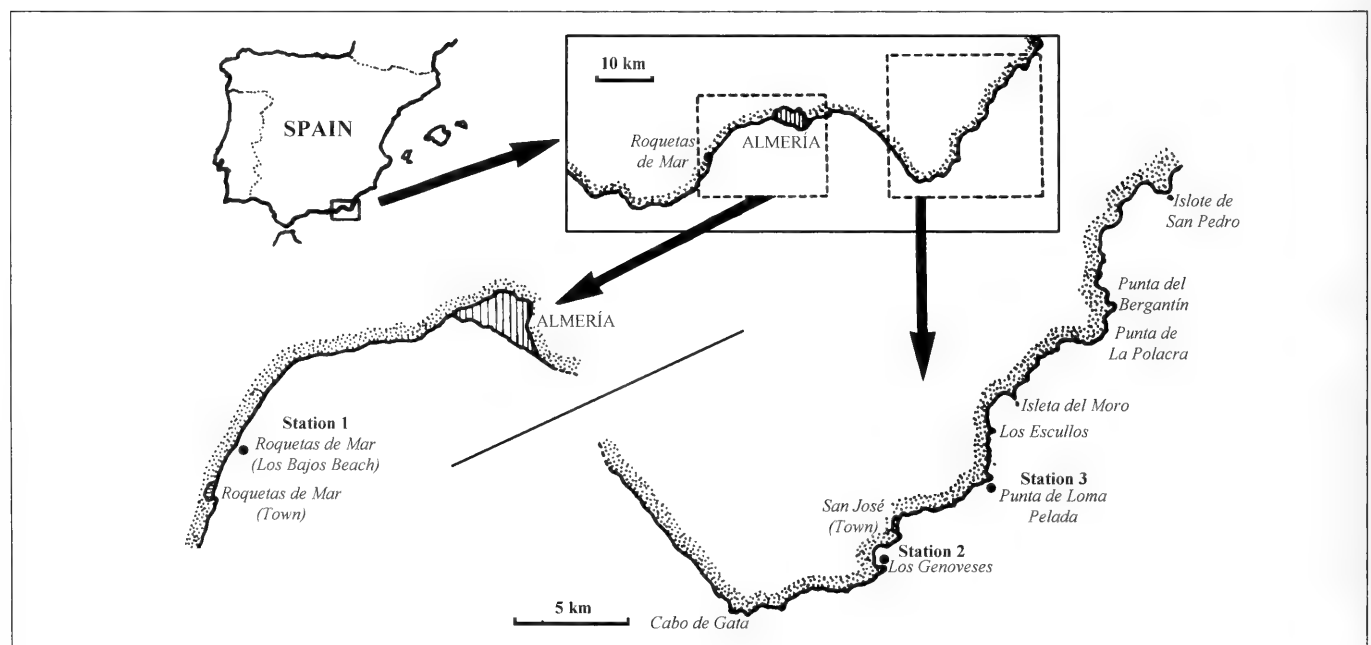 SPAIN
10 km
Roquetas
de Mar
ALMERÍA
Islote de
San Pedro
Punta del
Bergantín
Punta de
La Polacra
Isleta del Moro
Los Escullos
Station 3
Punta de Loma
Pelada
San José
(Town)
Station 2
Los Genoveses
Cabo de Gata
5 km
ALMERÍA
Station 1
Roquetas de Mar
(Los Bajos Beach)
Roquetas de Mar
(Town)